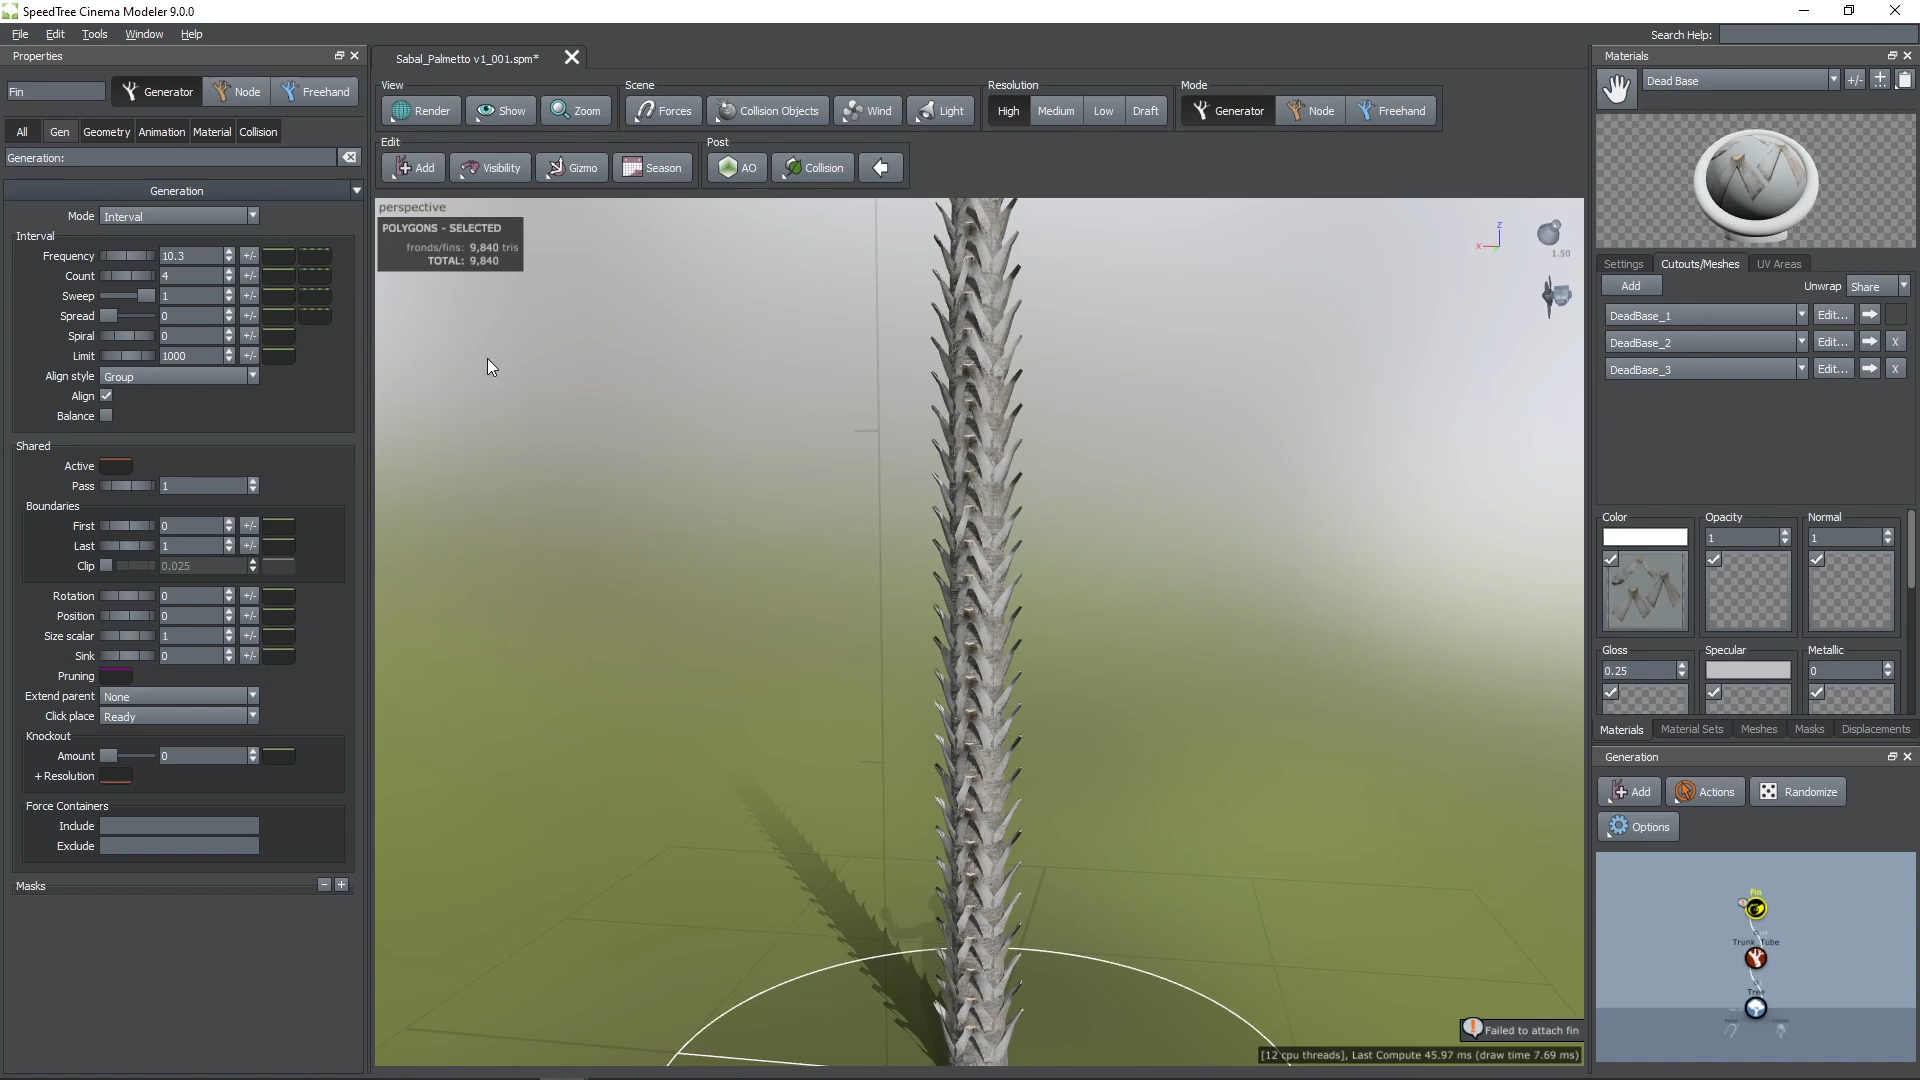 SpeedTree Cinema Modeler 9.0.0
File Edit Tools Window Help
Search Help:
Properties
Fin Generator Node Freehand
All Gen Geometry Animation Material Collision
Generation:
Generation
Mode Interval
Interval
Frequency 10.3 +/-
Count 4 +/-
Sweep 1 +/-
Spread 0 +/-
Spiral 0 +/-
Limit 1000 +/-
Align style Group
Align
Balance
Shared
Active
Pass 1
Boundaries
First 0 +/-
Last 1 +/-
Clip 0.025
Rotation 0 +/-
Position 0 +/-
Size scalar 1 +/-
Sink 0 +/-
Pruning
Extend parent None
Click place Ready
Knockout
Amount 0
+ Resolution
Force Containers
Include
Exclude
Masks - +
Sabal_Palmetto v1_001.spm*
View Scene Resolution Mode
Render Show Zoom Forces Collision Objects Wind Light High Medium Low Draft Generator Node Freehand
Edit Post
Add Visibility Gizmo Season AO Collision
perspective
POLYGONS - SELECTED
fronds/fins: 9,840 tris
TOTAL: 9,840
z
x
1.50
Failed to attach fin
[12 cpu threads], Last Compute 45.97 ms (draw time 7.69 ms)
Materials
Dead Base +/-
Settings Cutouts/Meshes UV Areas
Add Unwrap Share
DeadBase_1 Edit...
DeadBase_2 Edit... X
DeadBase_3 Edit... X
Color Opacity Normal
1 1
Gloss Specular Metallic
0.25 0
Materials Material Sets Meshes Masks Displacements
Generation
Add Actions Randomize
Options
Fin
Trunk Tube
Tree